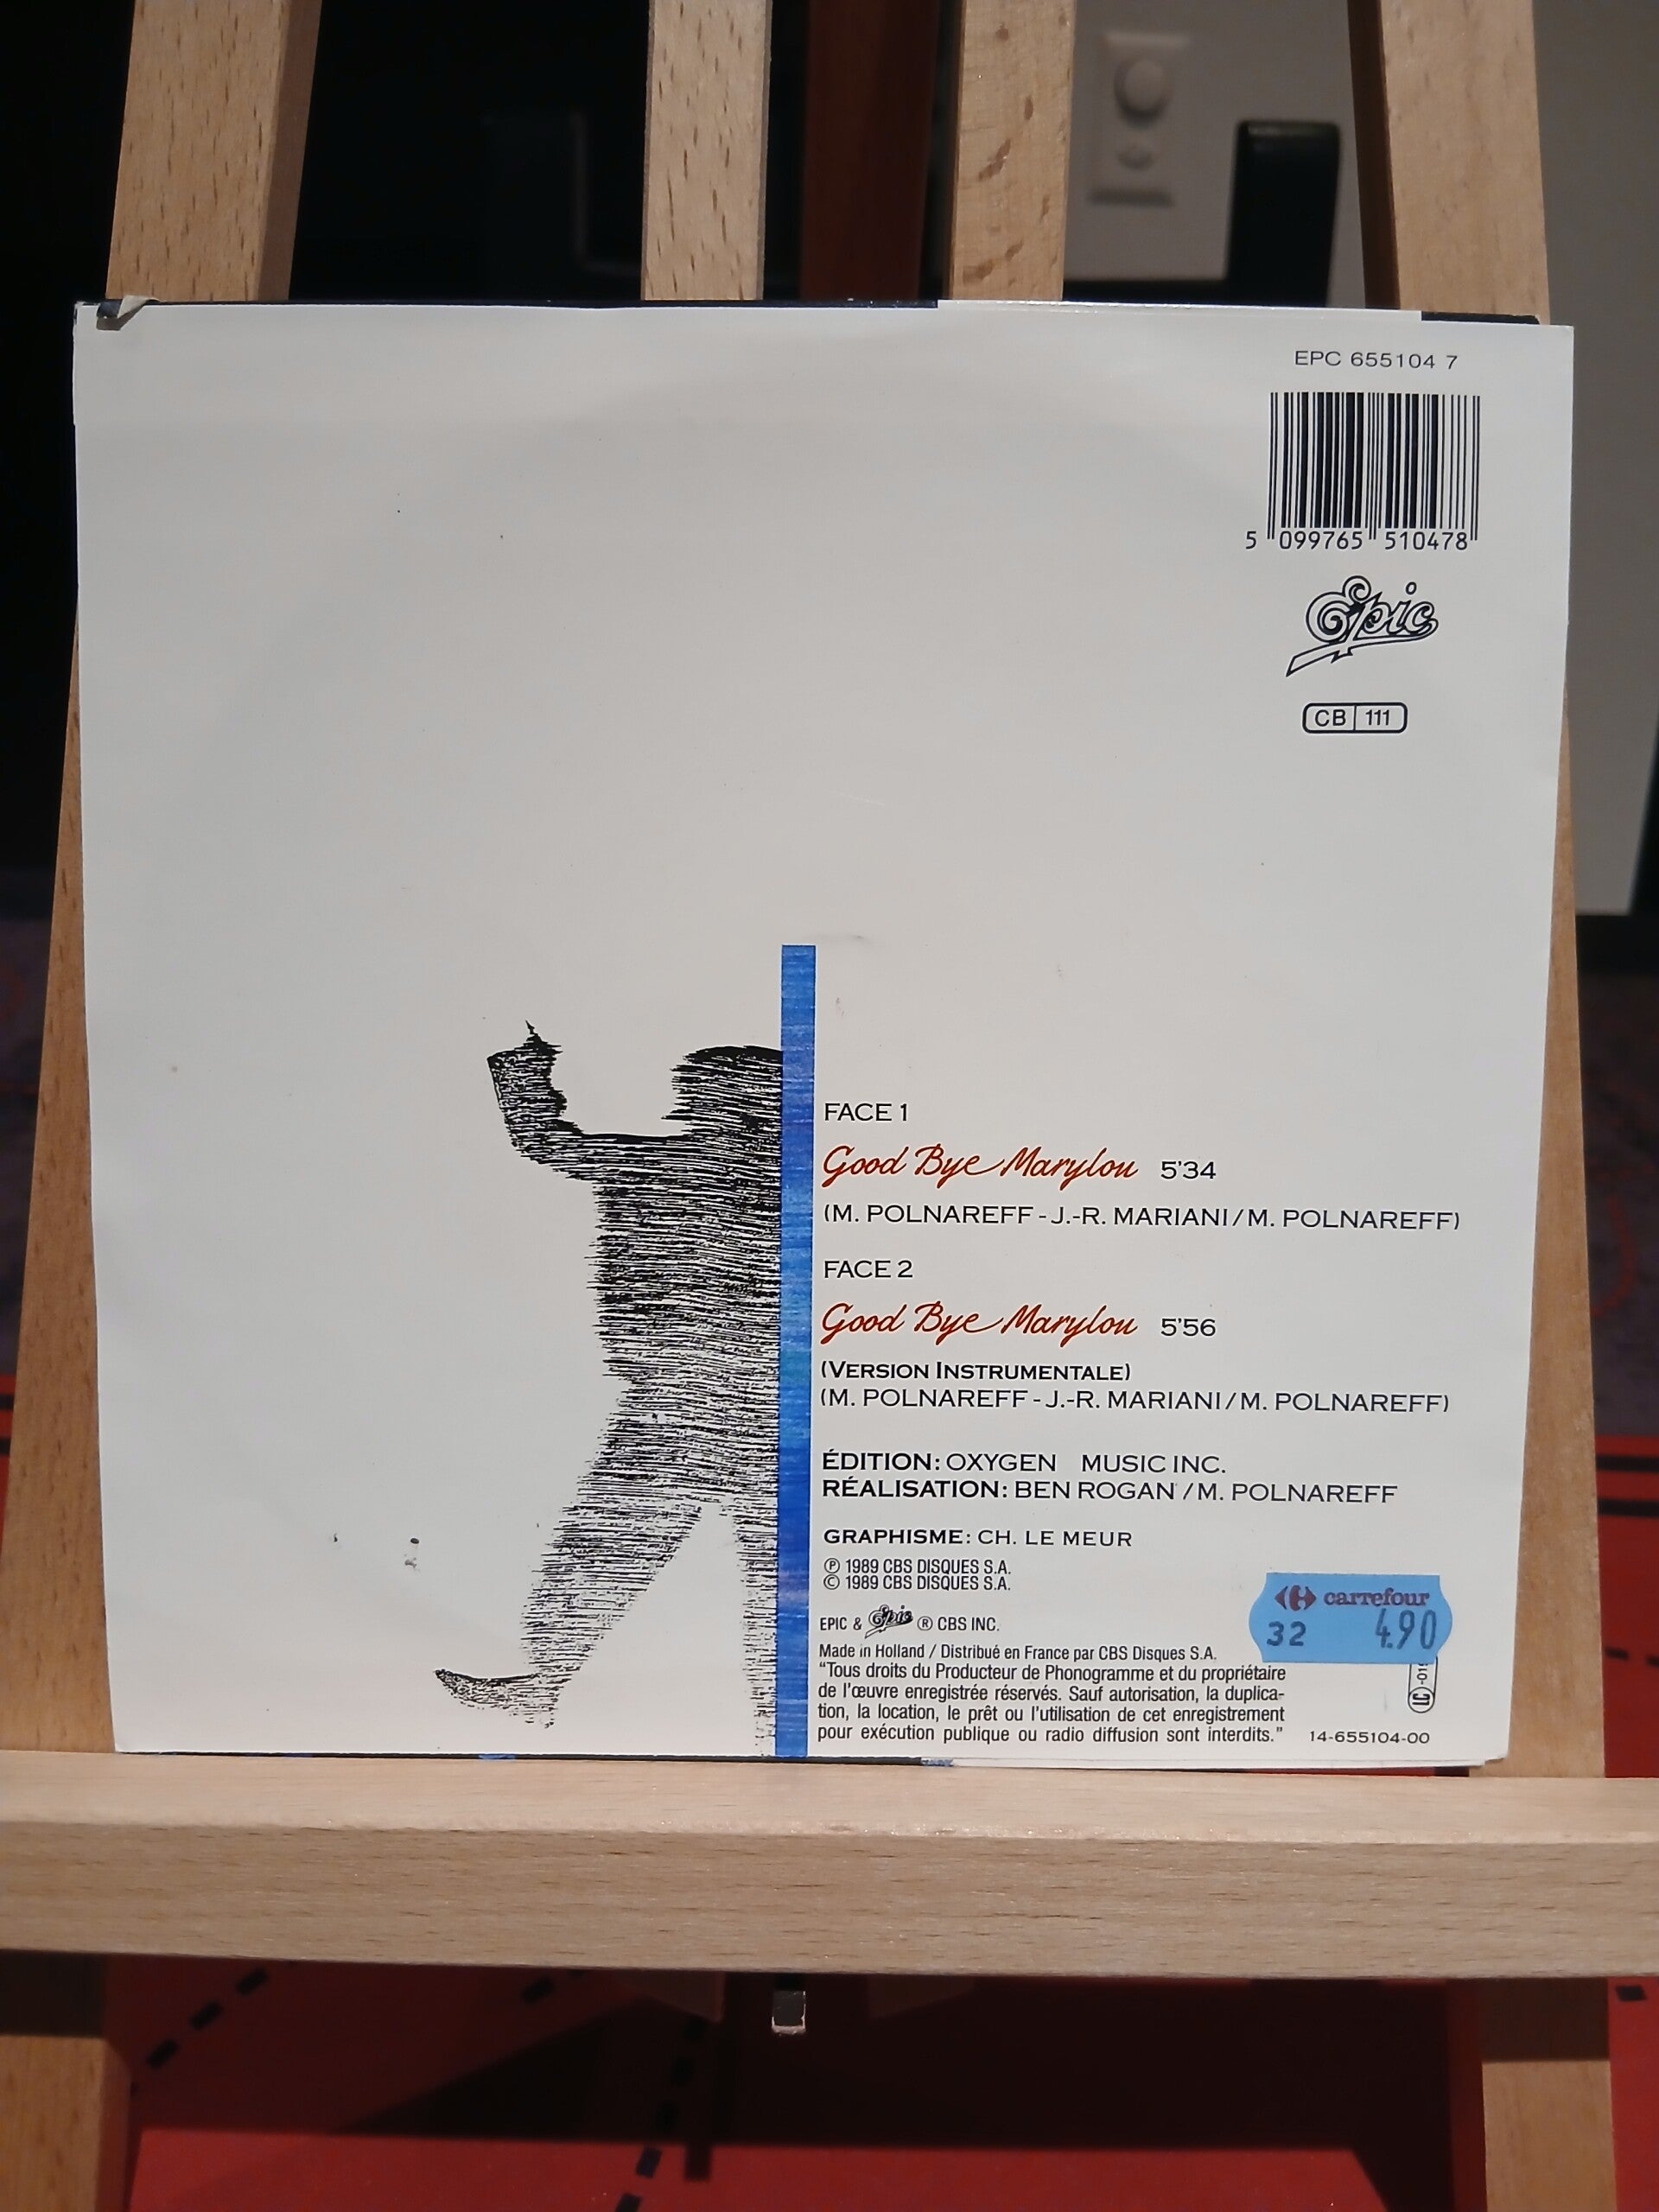 EPC 655104 7
5 099765 510478
Epic
CB 111
FACE 1
Good Bye Marylou 5'34
(M. POLNAREFF - J.-R. MARIANI / M. POLNAREFF)
FACE 2
Good Bye Marylou 5'56
(VERSION INSTRUMENTALE)
(M. POLNAREFF - J.-R. MARIANI / M. POLNAREFF)
ÉDITION: OXYGEN MUSIC INC.
RÉALISATION: BEN ROGAN / M. POLNAREFF
GRAPHISME: CH. LE MEUR
℗ 1989 CBS DISQUES S.A.
© 1989 CBS DISQUES S.A.
EPIC & Epic ® CBS INC.
Made in Holland / Distribué en France par CBS Disques S.A.
"Tous droits du Producteur de Phonogramme et du propriétaire
de l'œuvre enregistrée réservés. Sauf autorisation, la duplica-
tion, la location, le prêt ou l'utilisation de cet enregistrement
pour exécution publique ou radio diffusion sont interdits."
carrefour
32 4.90
LC
14-655104-00